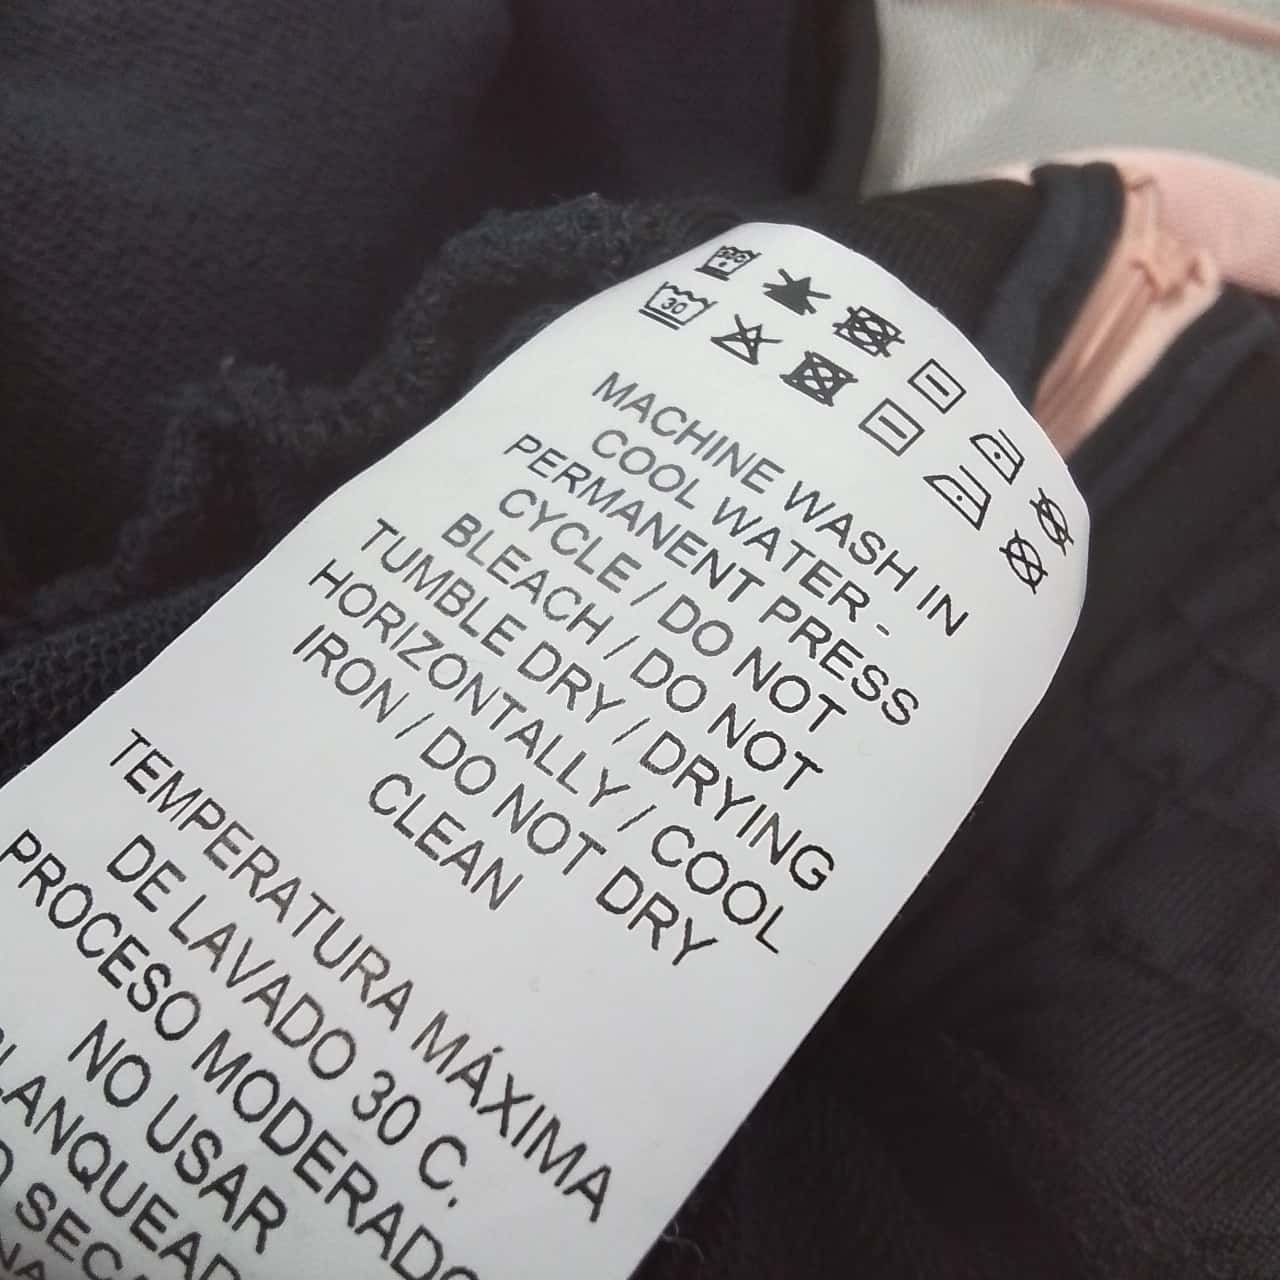 30
MACHINE WASH IN
COOL WATER -
PERMANENT PRESS
CYCLE / DO NOT
BLEACH / DO NOT
TUMBLE DRY / DRYING
HORIZONTALLY / COOL
IRON / DO NOT DRY
CLEAN
TEMPERATURA MÁXIMA
DE LAVADO 30 C.
PROCESO MODERADO
NO USAR